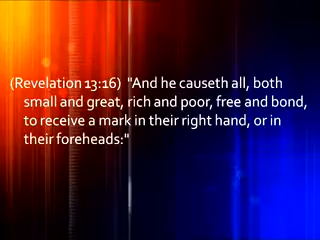 (Revelation 13:16) "And he causeth all, both
small and great, rich and poor, free and bond,
to receive a mark in their right hand, or in
their foreheads:"